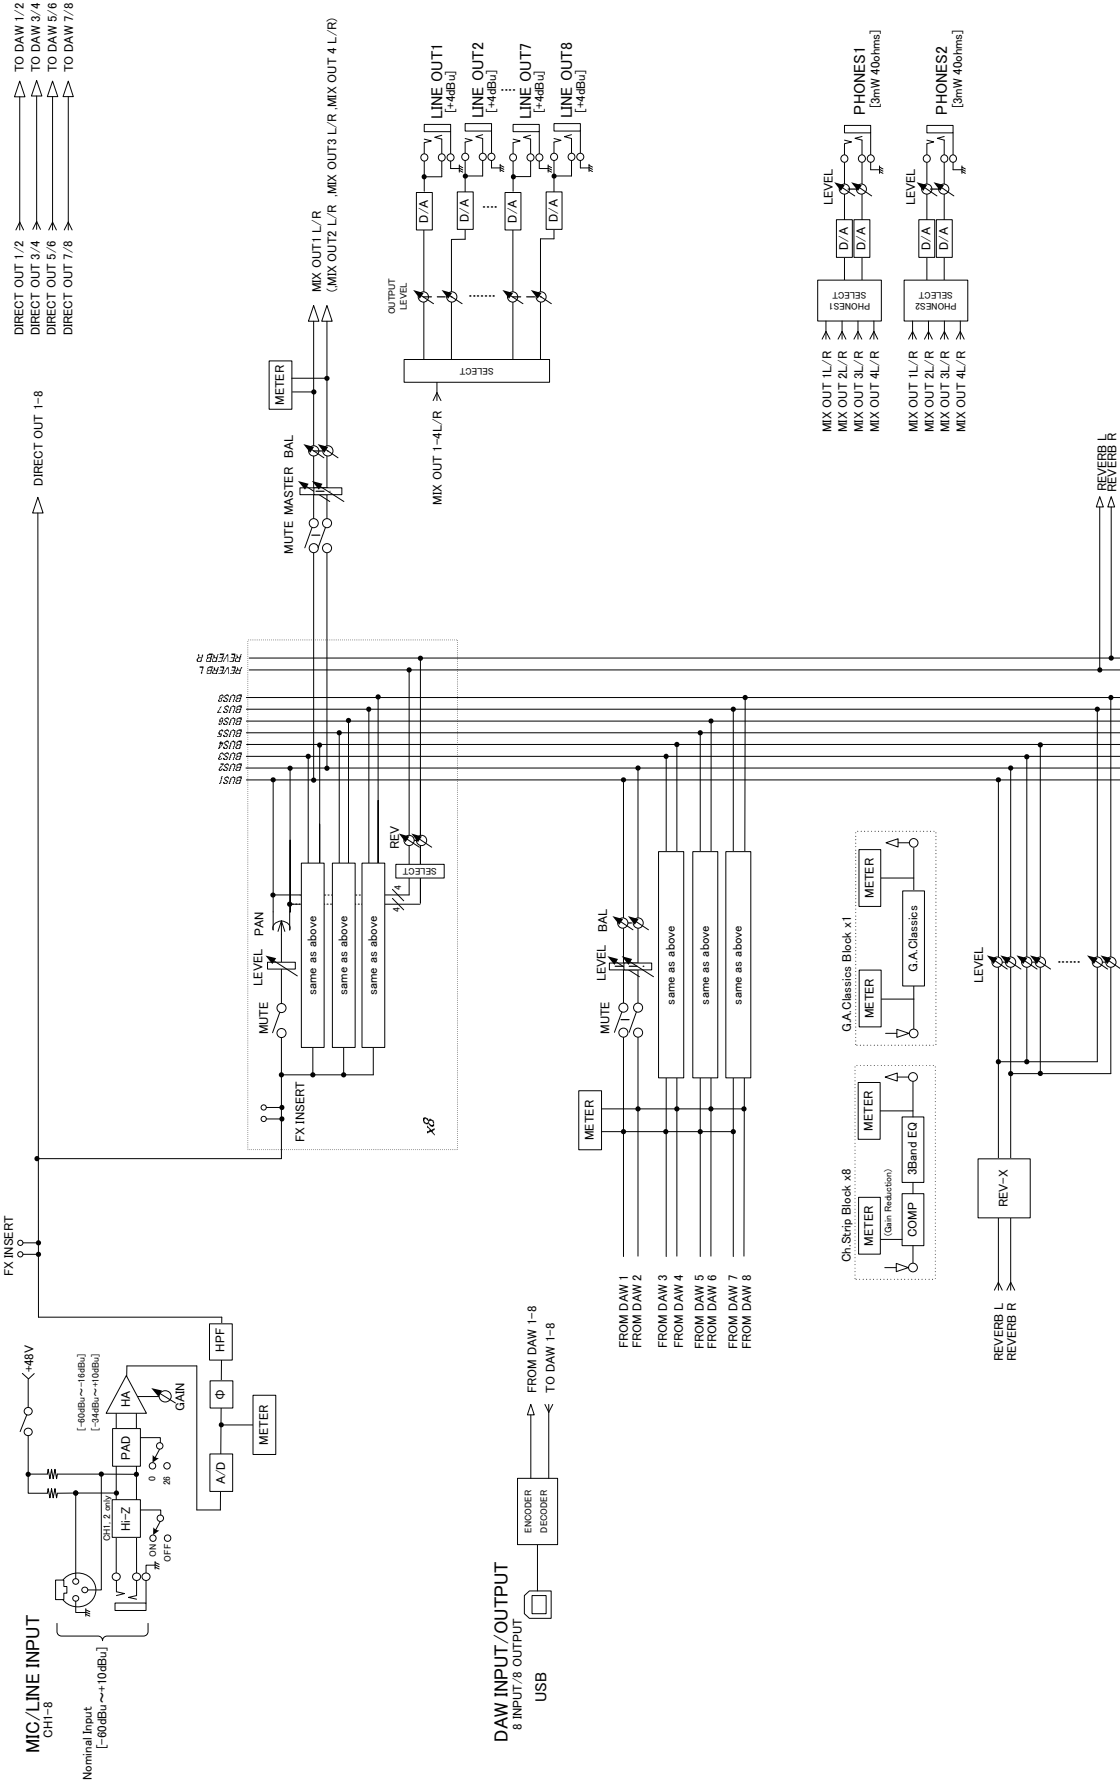 MIC/LINE INPUT
CH1-8
Nominal Input
[-60dBu～+10dBu]
+48V
CH1, 2 only
Hi-Z
ON
OFF
PAD
0
26
[-60dBu～-16dBu]
[-34dBu～+10dBu]
HA
GAIN
A/D
METER
Φ
HPF
FX INSERT
DIRECT OUT 1-8
DIRECT OUT 1/2
TO DAW 1/2
DIRECT OUT 3/4
TO DAW 3/4
DIRECT OUT 5/6
TO DAW 5/6
DIRECT OUT 7/8
TO DAW 7/8
FX INSERT
x8
MUTE
LEVEL
PAN
same as above
same as above
same as above
4
4
SELECT
REV
BUS1
BUS2
BUS3
BUS4
BUS5
BUS6
BUS7
BUS8
REVERB L
REVERB R
MUTE
MASTER
BAL
METER
MIX OUT1 L/R
(,MIX OUT2 L/R ,MIX OUT3 L/R ,MIX OUT 4 L/R)
MIX OUT 1-4L/R
SELECT
OUTPUT
LEVEL
D/A
D/A
D/A
D/A
LINE OUT1
[+4dBu]
LINE OUT2
[+4dBu]
LINE OUT7
[+4dBu]
LINE OUT8
[+4dBu]
DAW INPUT/OUTPUT
8 INPUT/8 OUTPUT
USB
ENCODER
DECODER
FROM DAW 1-8
TO DAW 1-8
FROM DAW 1
FROM DAW 2
FROM DAW 3
FROM DAW 4
FROM DAW 5
FROM DAW 6
FROM DAW 7
FROM DAW 8
METER
MUTE
LEVEL
BAL
same as above
same as above
same as above
MIX OUT 1L/R
MIX OUT 2L/R
MIX OUT 3L/R
MIX OUT 4L/R
PHONES1
SELECT
D/A
D/A
LEVEL
PHONES1
[3mW 40ohms]
MIX OUT 1L/R
MIX OUT 2L/R
MIX OUT 3L/R
MIX OUT 4L/R
PHONES2
SELECT
D/A
D/A
LEVEL
PHONES2
[3mW 40ohms]
Ch.Strip Block x8
METER
(Gain Reduction)
COMP
3Band EQ
METER
G.A.Classics Block x1
METER
G.A.Classics
METER
REVERB L
REVERB R
REV-X
LEVEL
REVERB L
REVERB R